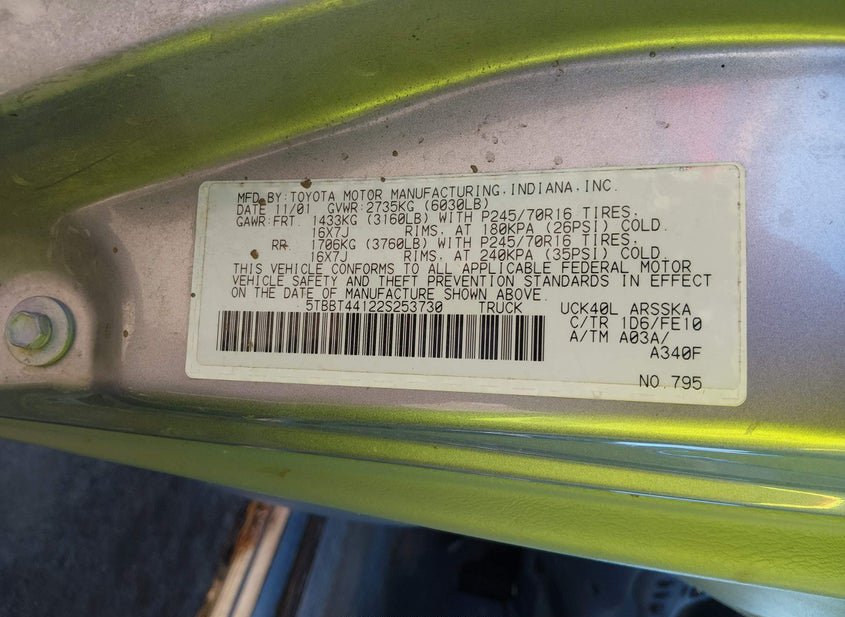 MFD.BY:TOYOTA MOTOR MANUFACTURING,INDIANA,INC.
DATE 11/01 GVWR:2735KG (6030LB)
GAWR:FRT. 1433KG (3160LB) WITH P245/70R16 TIRES,
16X7J RIMS, AT 180KPA (26PSI) COLD.
RR. 1706KG (3760LB) WITH P245/70R16 TIRES,
16X7J RIMS, AT 240KPA (35PSI) COLD.
THIS VEHICLE CONFORMS TO ALL APPLICABLE FEDERAL MOTOR
VEHICLE SAFETY AND THEFT PREVENTION STANDARDS IN EFFECT
ON THE DATE OF MANUFACTURE SHOWN ABOVE.
5TBBT44122S253730 TRUCK UCK40L ARSSKA
C/TR 1D6/FE10
A/TM A03A/
A340F
NO.795